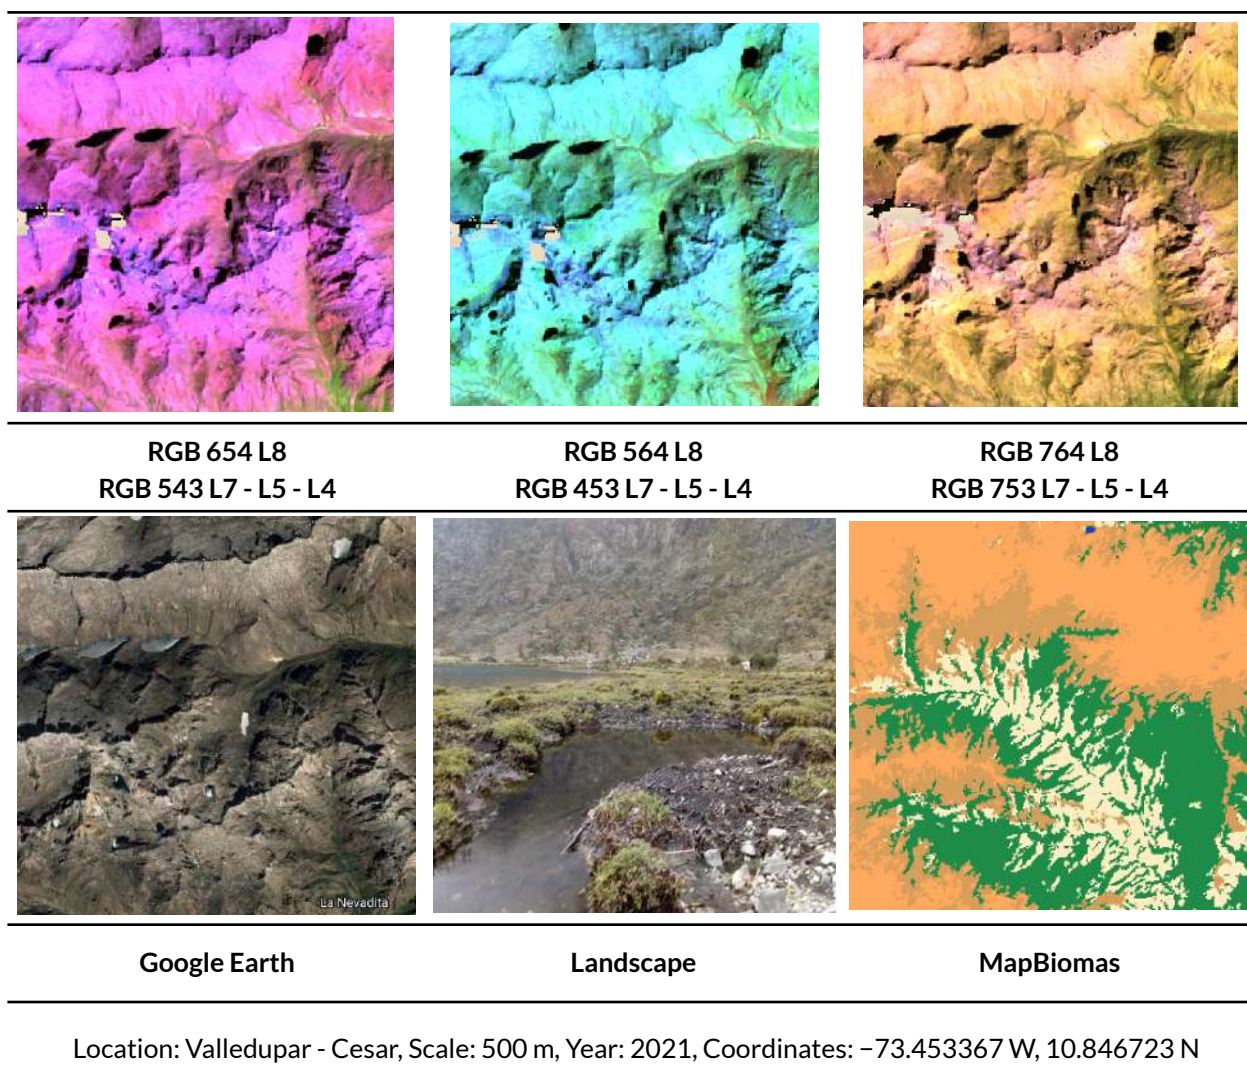 RGB 654 L8
RGB 543 L7 - L5 - L4
RGB 564 L8
RGB 453 L7 - L5 - L4
RGB 764 L8
RGB 753 L7 - L5 - L4
La Nevadita
Google Earth
Landscape
MapBiomas
Location: Valledupar - Cesar, Scale: 500 m, Year: 2021, Coordinates: −73.453367 W, 10.846723 N